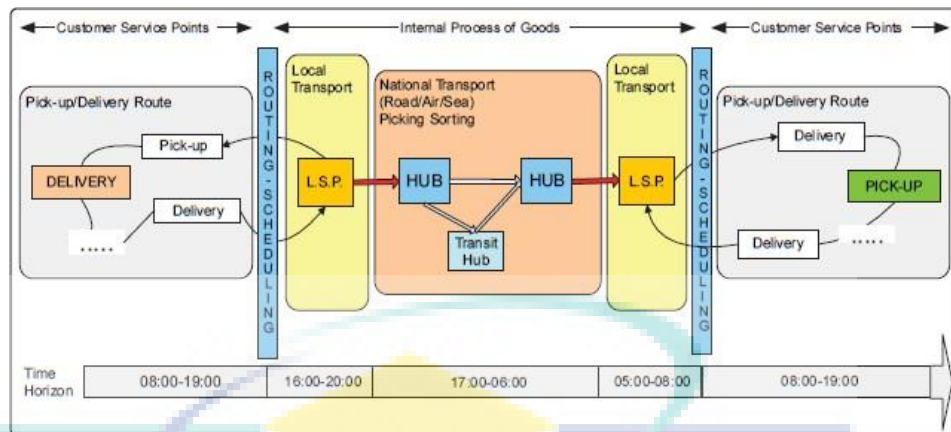 Customer Service Points
Internal Process of Goods
Customer Service Points
Pick-up/Delivery Route
Pick-up
DELIVERY
Delivery
.....
ROUTING-SCHEDULING
Local
Transport
L.S.P.
National Transport
(Road/Air/Sea)
Picking Sorting
HUB
HUB
Transit
Hub
Local
Transport
L.S.P.
ROUTING-SCHEDULING
Pick-up/Delivery Route
Delivery
PICK-UP
Delivery
.....
Time
Horizon
08:00-19:00
16:00-20:00
17:00-06:00
05:00-08:00
08:00-19:00